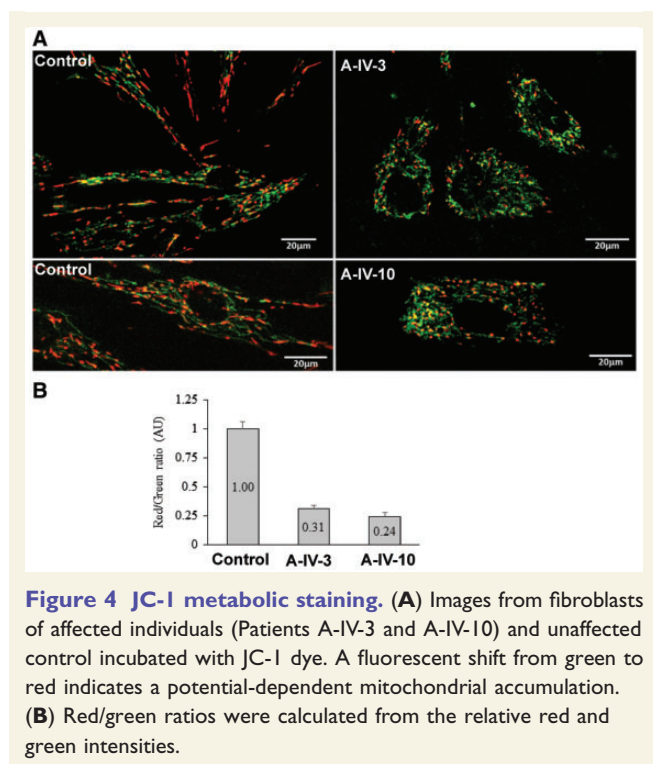 A
Control
A-IV-3
20µm
20µm
Control
A-IV-10
20µm
20µm
B
Red/Green ratio (AU)
1.25
1
0.75
0.5
0.25
0
1.00
0.31
0.24
Control A-IV-3 A-IV-10
Figure 4 JC-1 metabolic staining. (A) Images from fibroblasts
of affected individuals (Patients A-IV-3 and A-IV-10) and unaffected
control incubated with JC-1 dye. A fluorescent shift from green to
red indicates a potential-dependent mitochondrial accumulation.
(B) Red/green ratios were calculated from the relative red and
green intensities.